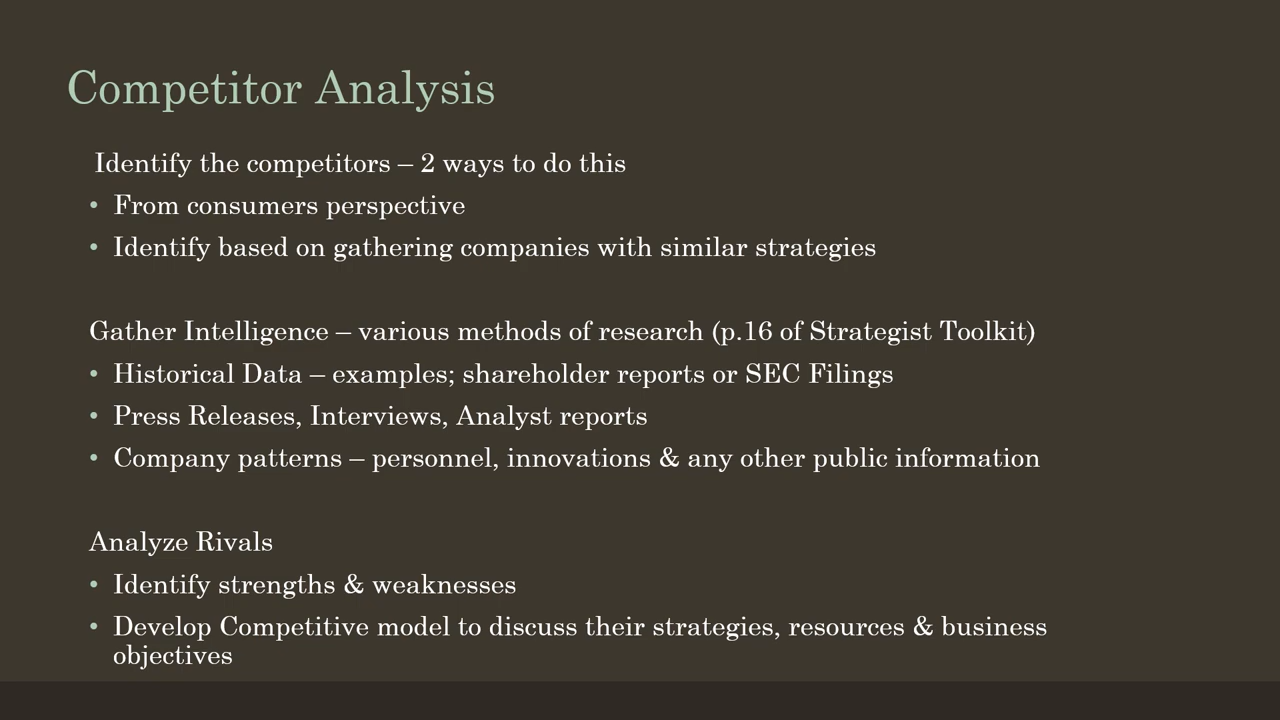 Competitor Analysis
Identify the competitors – 2 ways to do this
• From consumers perspective
• Identify based on gathering companies with similar strategies
Gather Intelligence – various methods of research (p.16 of Strategist Toolkit)
• Historical Data – examples; shareholder reports or SEC Filings
• Press Releases, Interviews, Analyst reports
• Company patterns – personnel, innovations & any other public information
Analyze Rivals
• Identify strengths & weaknesses
• Develop Competitive model to discuss their strategies, resources & business
objectives